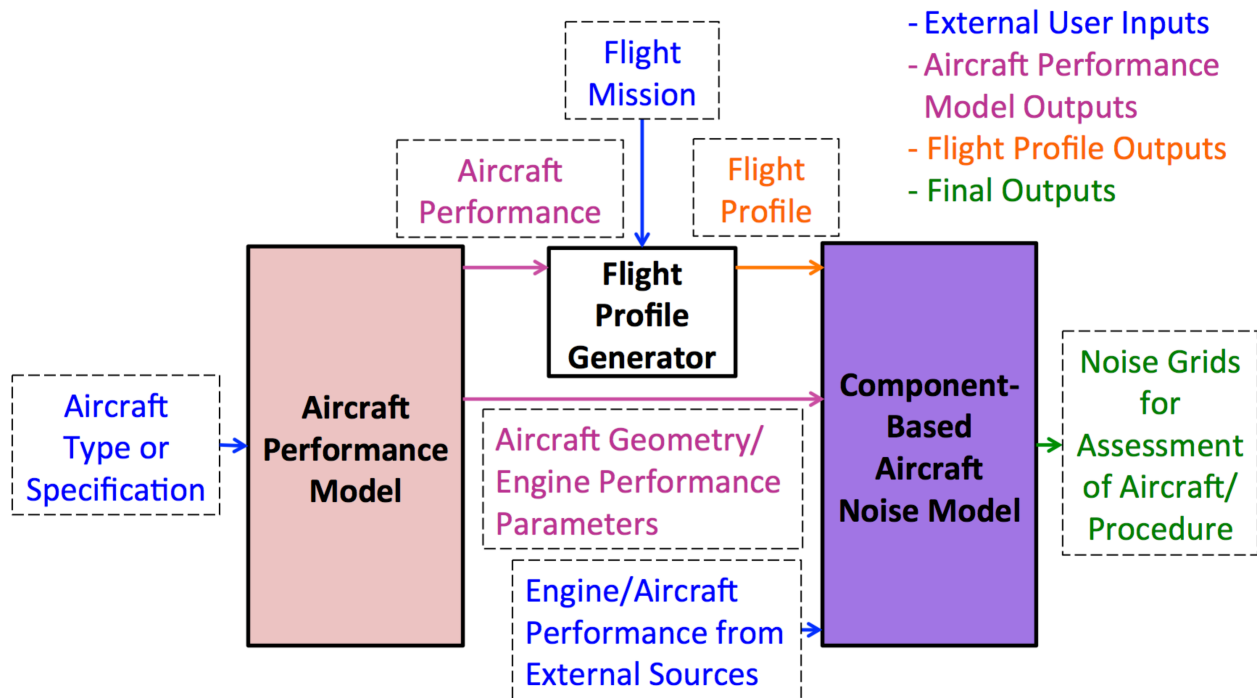 Flight
Mission
- External User Inputs
- Aircraft Performance
Model Outputs
- Flight Profile Outputs
- Final Outputs
Aircraft
Performance
Flight
Profile
Flight
Profile
Generator
Aircraft
Type or
Specification
Aircraft
Performance
Model
Aircraft Geometry/
Engine Performance
Parameters
Engine/Aircraft
Performance from
External Sources
Component-
Based
Aircraft
Noise Model
Noise Grids
for
Assessment
of Aircraft/
Procedure